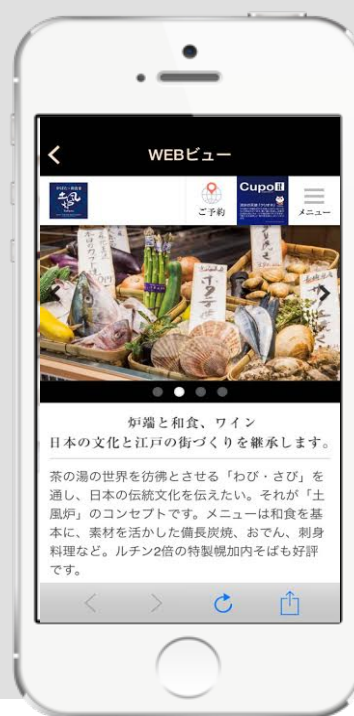 WEBビュー
土風炉
ご予約
Cupoit
メニュー
炉端と和食、ワイン
日本の文化と江戸の街づくりを継承します。
茶の湯の世界を彷彿とさせる「わび・さび」を
通し、日本の伝統文化を伝えたい。それが「土
風炉」のコンセプトです。メニューは和食を基
本に、素材を活かした備長炭焼、おでん、刺身
料理など。ルチン2倍の特製幌加内そばも好評
です。